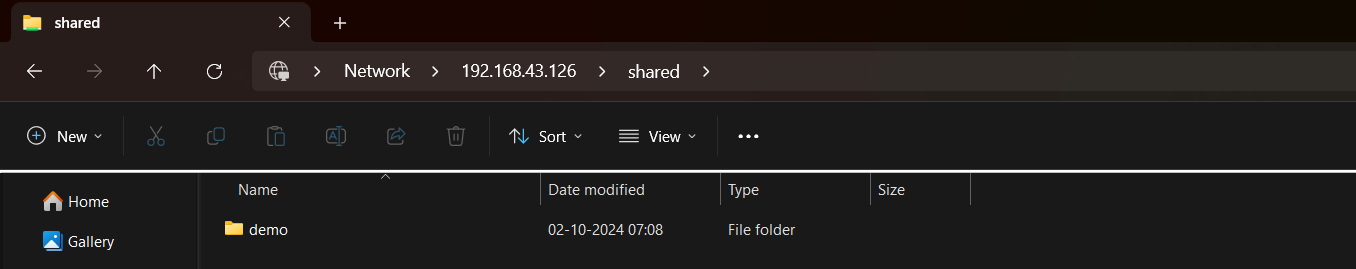 shared
Network 192.168.43.126 shared
New Sort View
Name Date modified Type Size
Home
demo 02-10-2024 07:08 File folder
Gallery